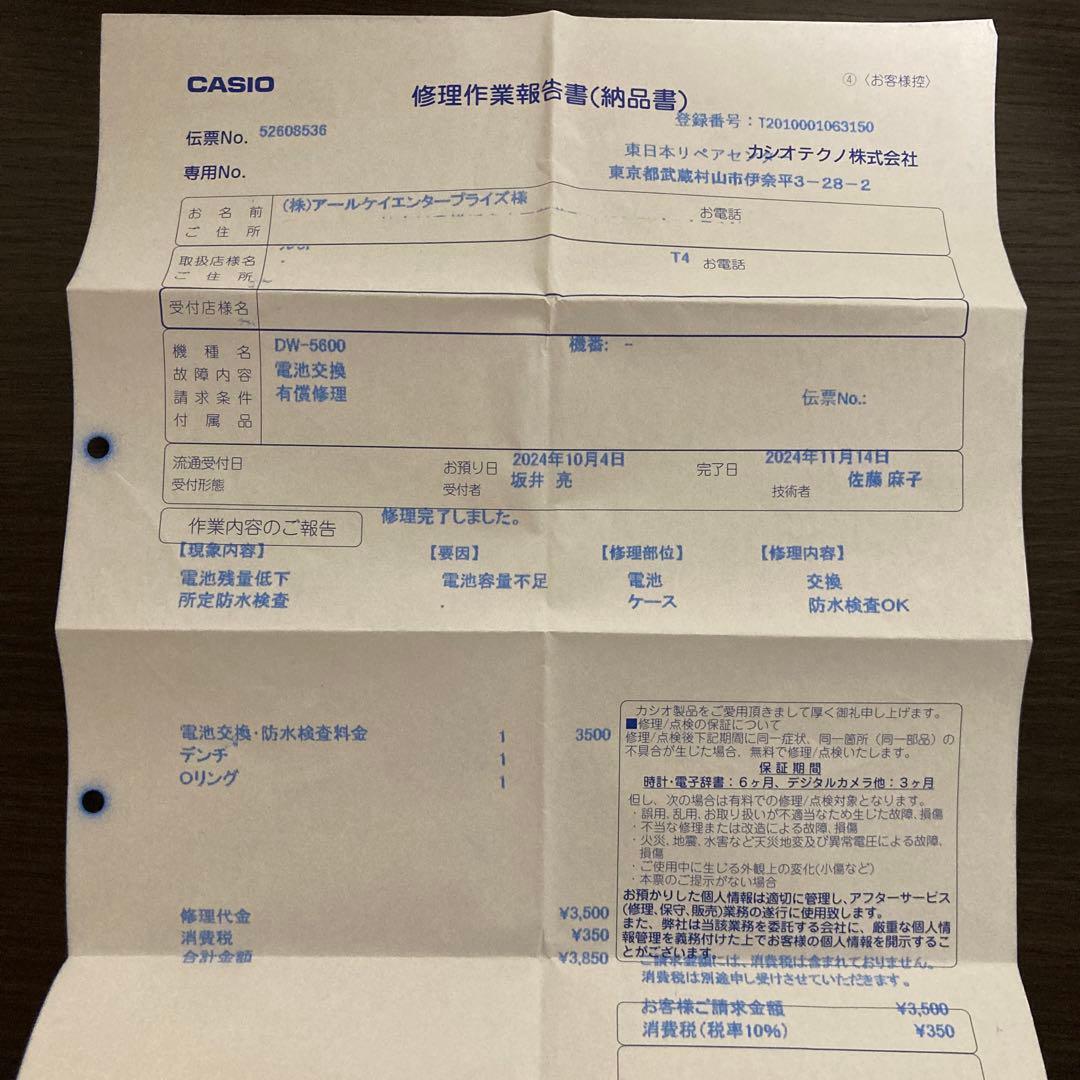 CASIO
修理作業報告書(納品書)
④〈お客様控〉
伝票No. 52608536
登録番号：T2010001063150
東日本リペアセンター カシオテクノ株式会社
専用No.
東京都武蔵村山市伊奈平3-28-2
お名前 (株)アールケイエンタープライズ様
お電話
ご住所
取扱店様名 T4 お電話
ご住所
受付店様名
機種名 DW-5600 機番: -
故障内容 電池交換
請求条件 有償修理 伝票No.:
付属品
流通受付日 お預り日 2024年10月4日 完了日 2024年11月14日
受付形態 受付者 坂井 亮 技術者 佐藤 麻子
作業内容のご報告 修理完了しました。
【現象内容】 【要因】 【修理部位】 【修理内容】
電池残量低下 電池容量不足 電池 交換
所定防水検査 ケース 防水検査OK
電池交換・防水検査料金 1 3500
デンチ 1
Oリング 1
修理代金 ¥3,500
消費税 ¥350
合計金額 ¥3,850
カシオ製品をご愛用頂きまして厚く御礼申し上げます。
■修理/点検の保証について
修理/点検後下記期間に同一症状、同一箇所（同一部品）の
不具合が生じた場合、無料で修理/点検いたします。
保証期間
時計・電子辞書：6ヶ月、デジタルカメラ他：3ヶ月
但し、次の場合は有料での修理/点検対象となります。
・誤用、乱用、お取り扱いが不適当なため生じた故障、損傷
・不当な修理または改造による故障、損傷
・火災、地震、水害など天災地変及び異常電圧による故障、
損傷
・ご使用中に生じる外観上の変化(小傷など)
・本票のご提示がない場合
お預かりした個人情報は適切に管理し、アフターサービス
(修理、保守、販売)業務の遂行に使用致します。
また、弊社は当該業務を委託する会社に、厳重な個人情
報管理を義務付けた上でお客様の個人情報を開示するこ
とがございます。
ご請求金額には、消費税は含まれておりません。
消費税は別途申し受けさせていただきます。
お客様ご請求金額 ¥3,500
消費税(税率10%) ¥350